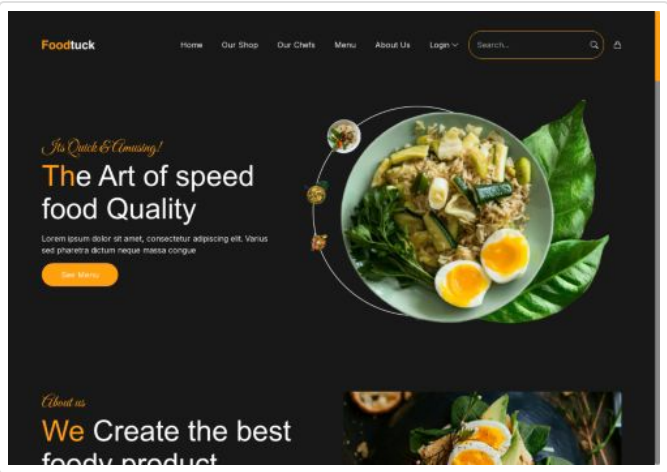 Foodtuck
Home Our Shop Our Chefs Menu About Us Login Search...
Its Quick & Amusing!
The Art of speed
food Quality
Lorem ipsum dolor sit amet, consectetur adipiscing elit. Varius
sed pharetra dictum neque massa congue
See Menu
About us
We Create the best
foody product